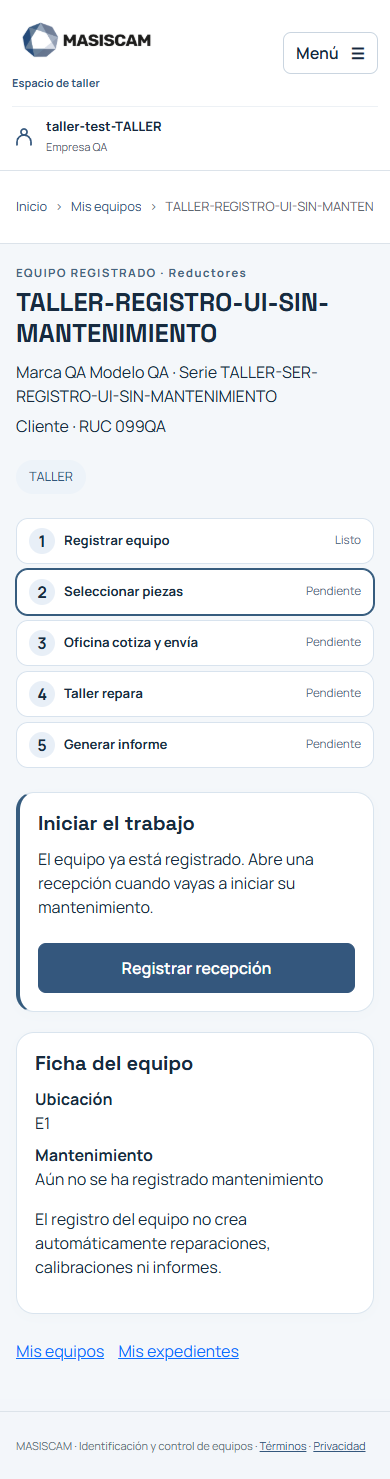 MASISCAM
Menú ☰
Espacio de taller
taller-test-TALLER
Empresa QA
Inicio › Mis equipos › TALLER-REGISTRO-UI-SIN-MANTEN
EQUIPO REGISTRADO · Reductores
TALLER-REGISTRO-UI-SIN-
MANTENIMIENTO
Marca QA Modelo QA · Serie TALLER-SER-
REGISTRO-UI-SIN-MANTENIMIENTO
Cliente · RUC 099QA
TALLER
1 Registrar equipo Listo
2 Seleccionar piezas Pendiente
3 Oficina cotiza y envía Pendiente
4 Taller repara Pendiente
5 Generar informe Pendiente
Iniciar el trabajo
El equipo ya está registrado. Abre una
recepción cuando vayas a iniciar su
mantenimiento.
Registrar recepción
Ficha del equipo
Ubicación
E1
Mantenimiento
Aún no se ha registrado mantenimiento
El registro del equipo no crea
automáticamente reparaciones,
calibraciones ni informes.
Mis equipos Mis expedientes
MASISCAM · Identificación y control de equipos · Términos · Privacidad